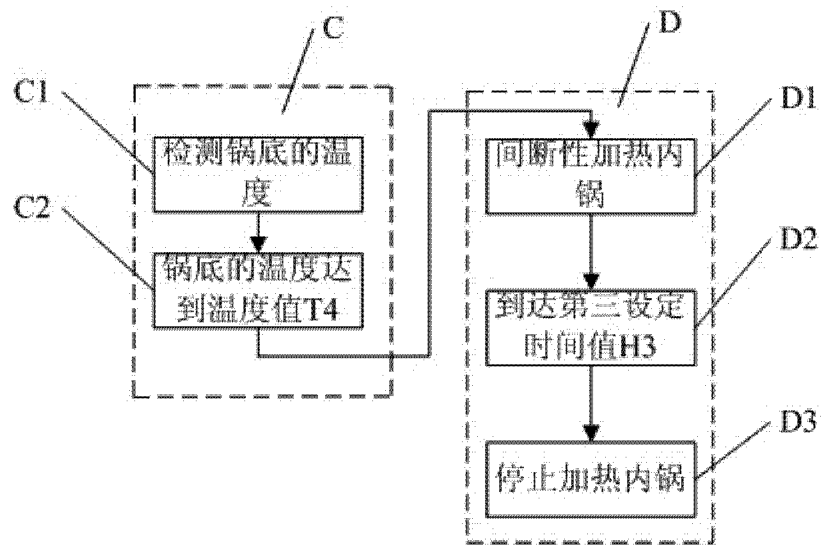 C
C1
检测锅底的温
度
C2
锅底的温度达
到温度值T4
D
D1
间断性加热内
锅
D2
到达第三设定
时间值H3
D3
停止加热内锅